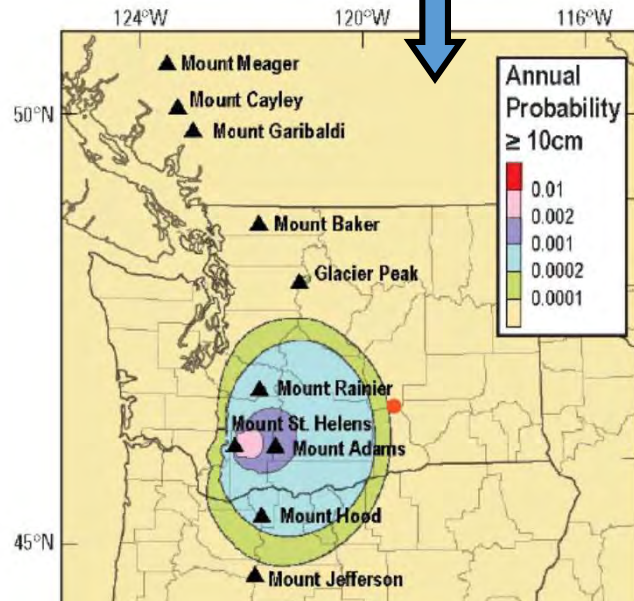 124°W 120°W 116°W
Mount Meager
Mount Cayley
50°N
Mount Garibaldi
Annual
Probability
≥ 10cm
0.01
0.002
0.001
0.0002
0.0001
Mount Baker
Glacier Peak
Mount Rainier
Mount St. Helens
Mount Adams
Mount Hood
45°N
Mount Jefferson